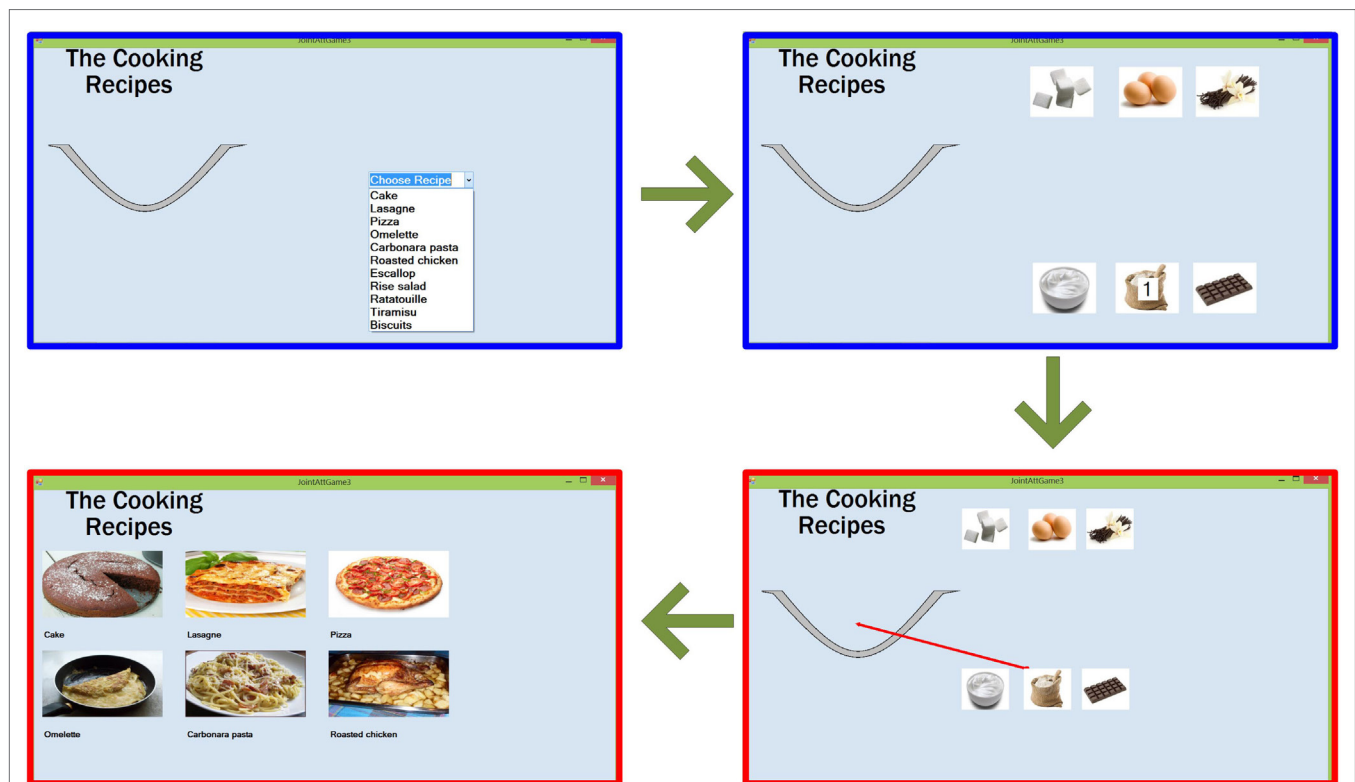 JointAttGame3
The Cooking
Recipes
Choose Recipe
Cake
Lasagne
Pizza
Omelette
Carbonara pasta
Roasted chicken
Escallop
Rise salad
Ratatouille
Tiramisu
Biscuits
JointAttGame3
The Cooking
Recipes
1
JointAttGame3
The Cooking
Recipes
Cake Lasagne Pizza
Omelette Carbonara pasta Roasted chicken
JointAttGame3
The Cooking
Recipes